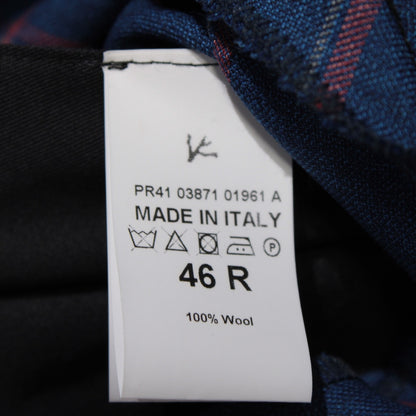 PR41 03871 01961 A
MADE IN ITALY
46 R
100% Wool